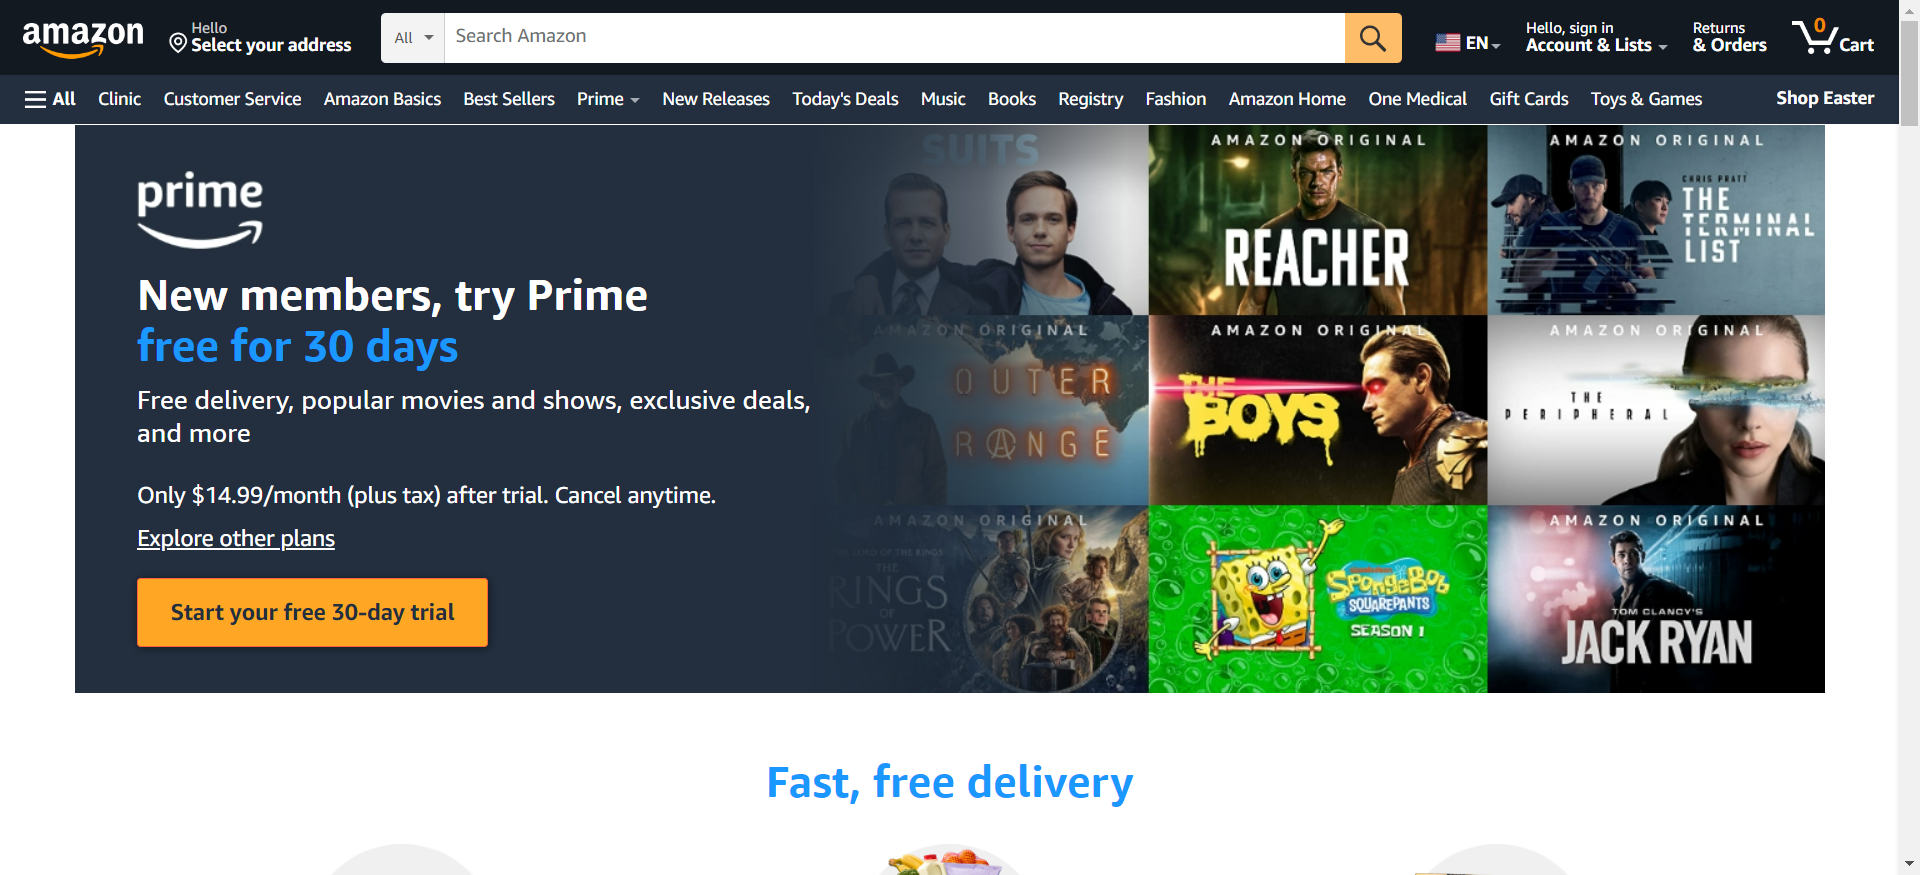 amazon
Hello
Select your address
All
Search Amazon
EN
Hello, sign in
Account & Lists
Returns
& Orders
0
Cart
All
Clinic
Customer Service
Amazon Basics
Best Sellers
Prime
New Releases
Today's Deals
Music
Books
Registry
Fashion
Amazon Home
One Medical
Gift Cards
Toys & Games
Shop Easter
prime
New members, try Prime
free for 30 days
Free delivery, popular movies and shows, exclusive deals,
and more
Only $14.99/month (plus tax) after trial. Cancel anytime.
Explore other plans
Start your free 30-day trial
SUITS
AMAZON ORIGINAL
REACHER
AMAZON ORIGINAL
CHRIS PRATT
THE
TERMINAL
LIST
AMAZON ORIGINAL
OUTER
RANGE
AMAZON ORIGINAL
THE
BOYS
AMAZON ORIGINAL
THE
PERIPHERAL
AMAZON ORIGINAL
THE LORD OF THE RINGS
THE
RINGS
OF
POWER
NICKELODEON
SPONGEBOB
SQUAREPANTS
SEASON 1
AMAZON ORIGINAL
TOM CLANCY'S
JACK RYAN
Fast, free delivery